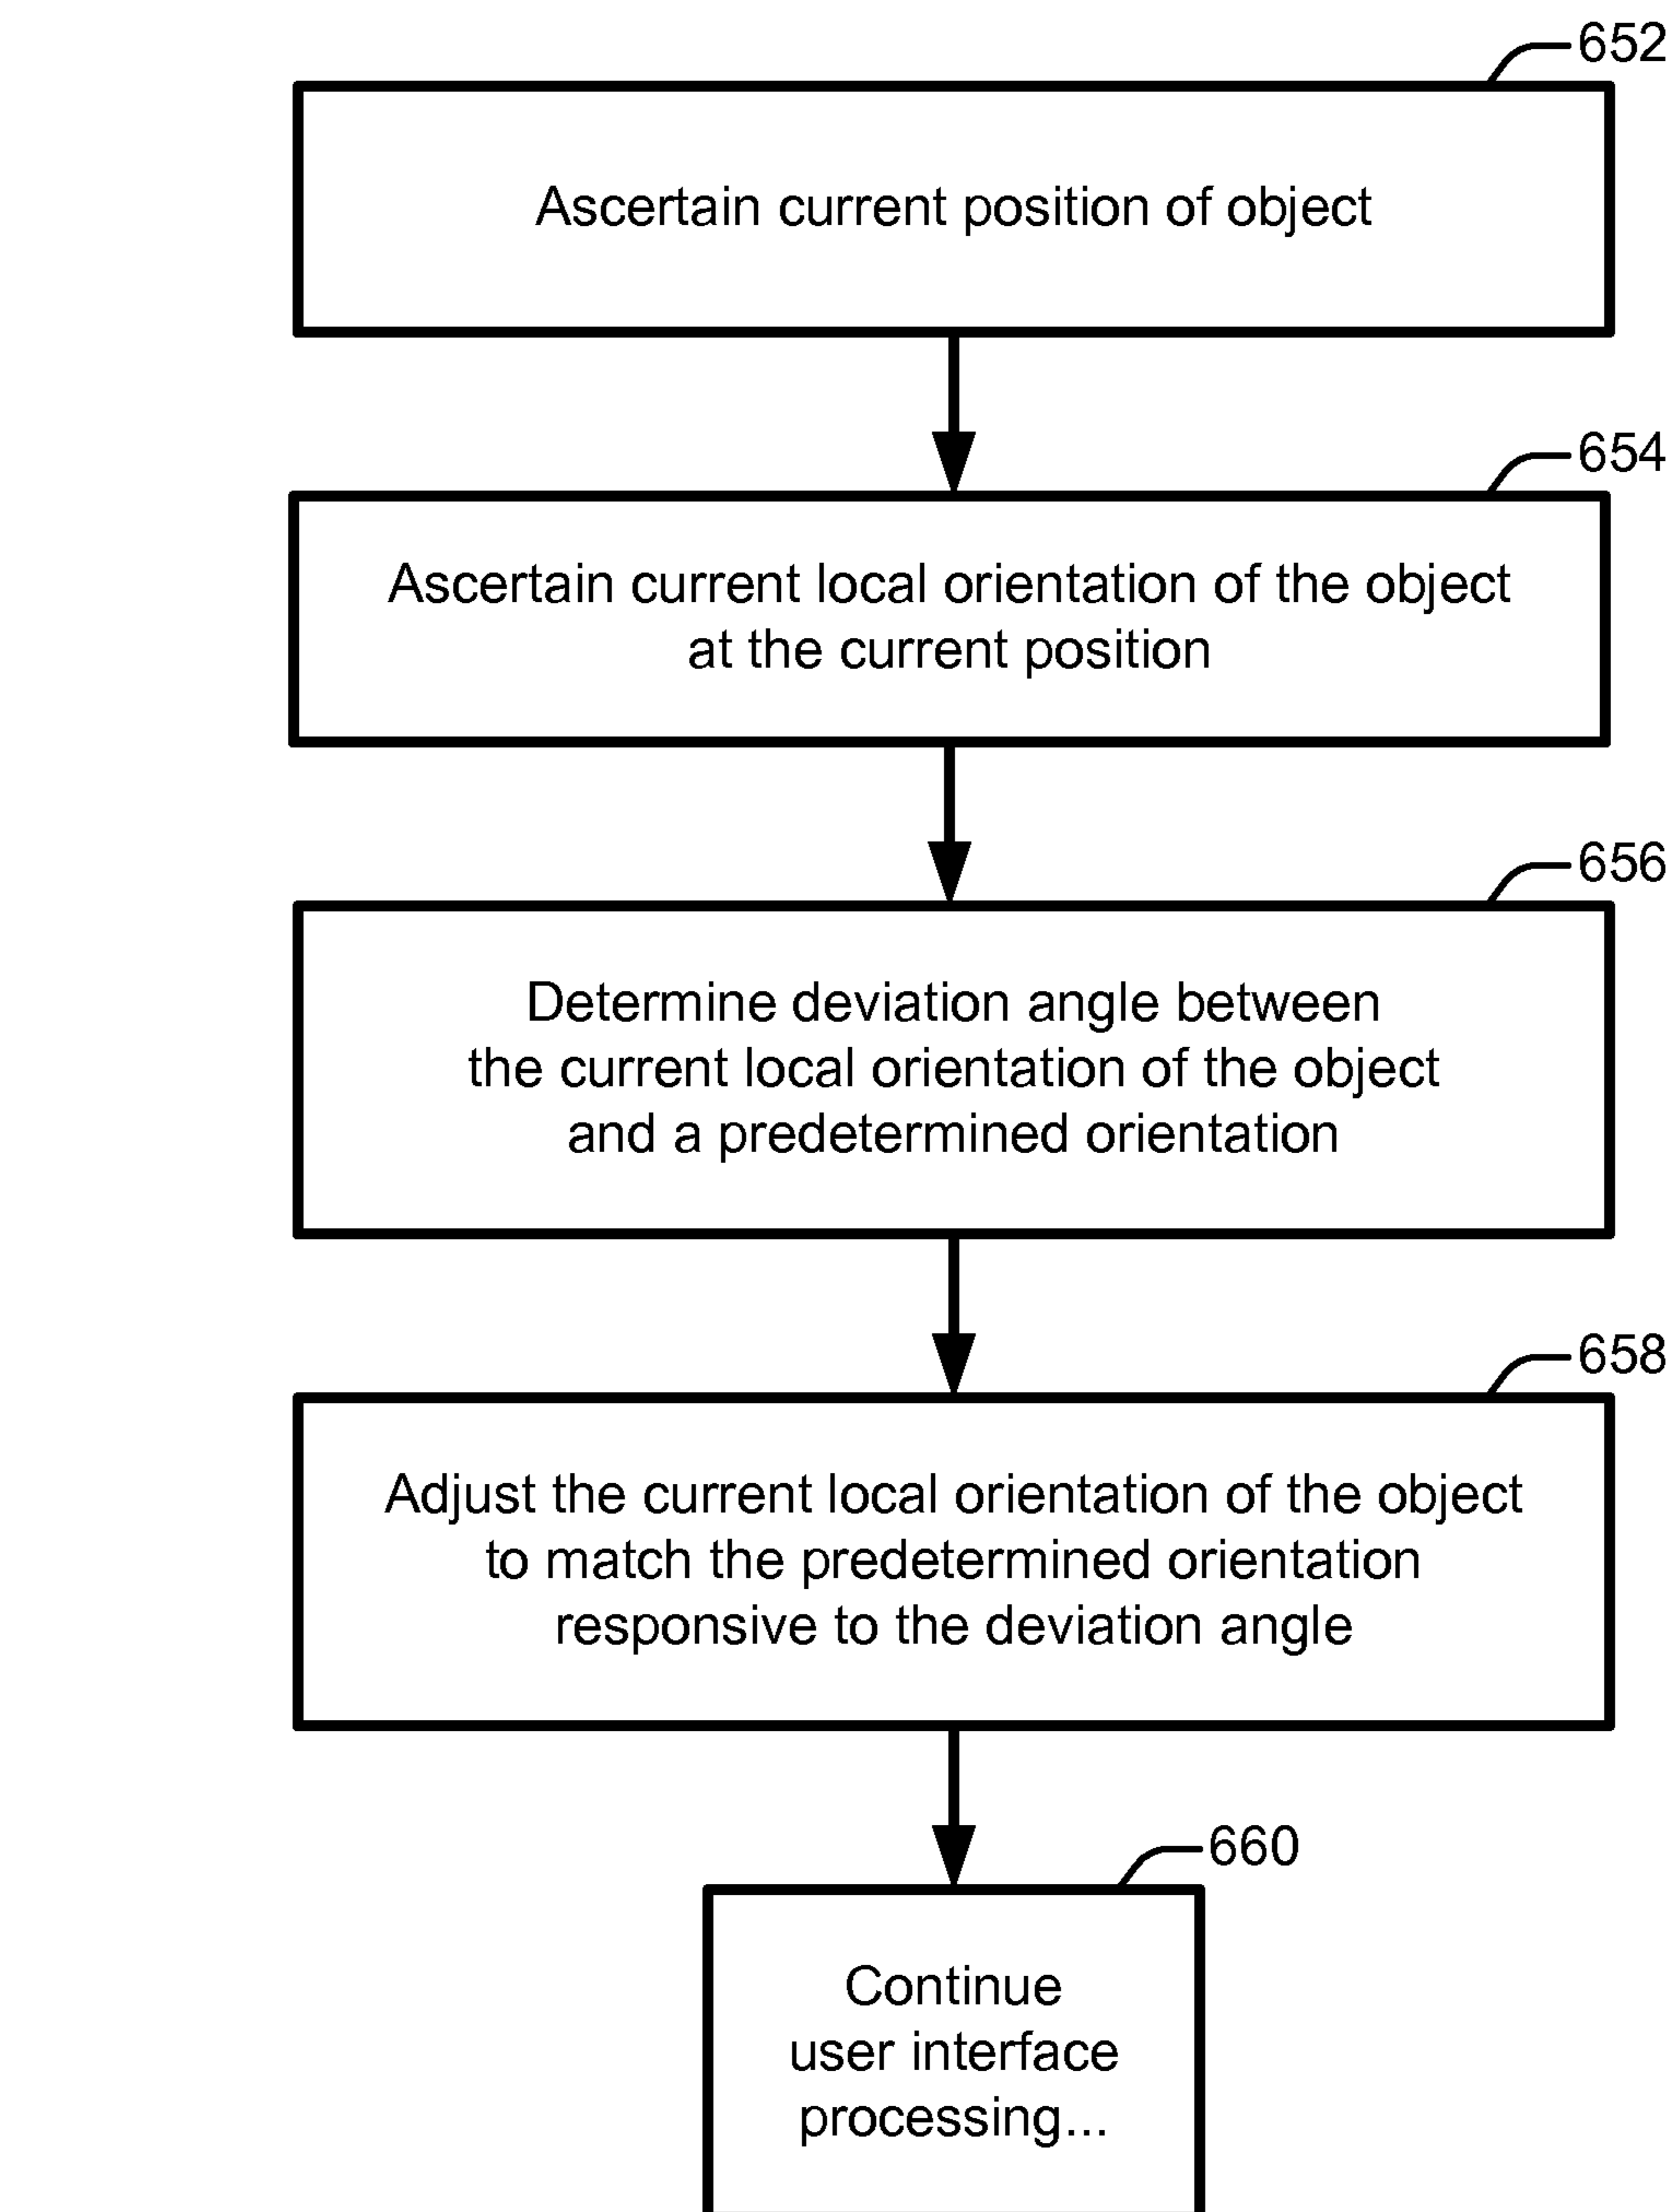 652
Ascertain current position of object
654
Ascertain current local orientation of the object
at the current position
656
Determine deviation angle between
the current local orientation of the object
and a predetermined orientation
658
Adjust the current local orientation of the object
to match the predetermined orientation
responsive to the deviation angle
660
Continue
user interface
processing...